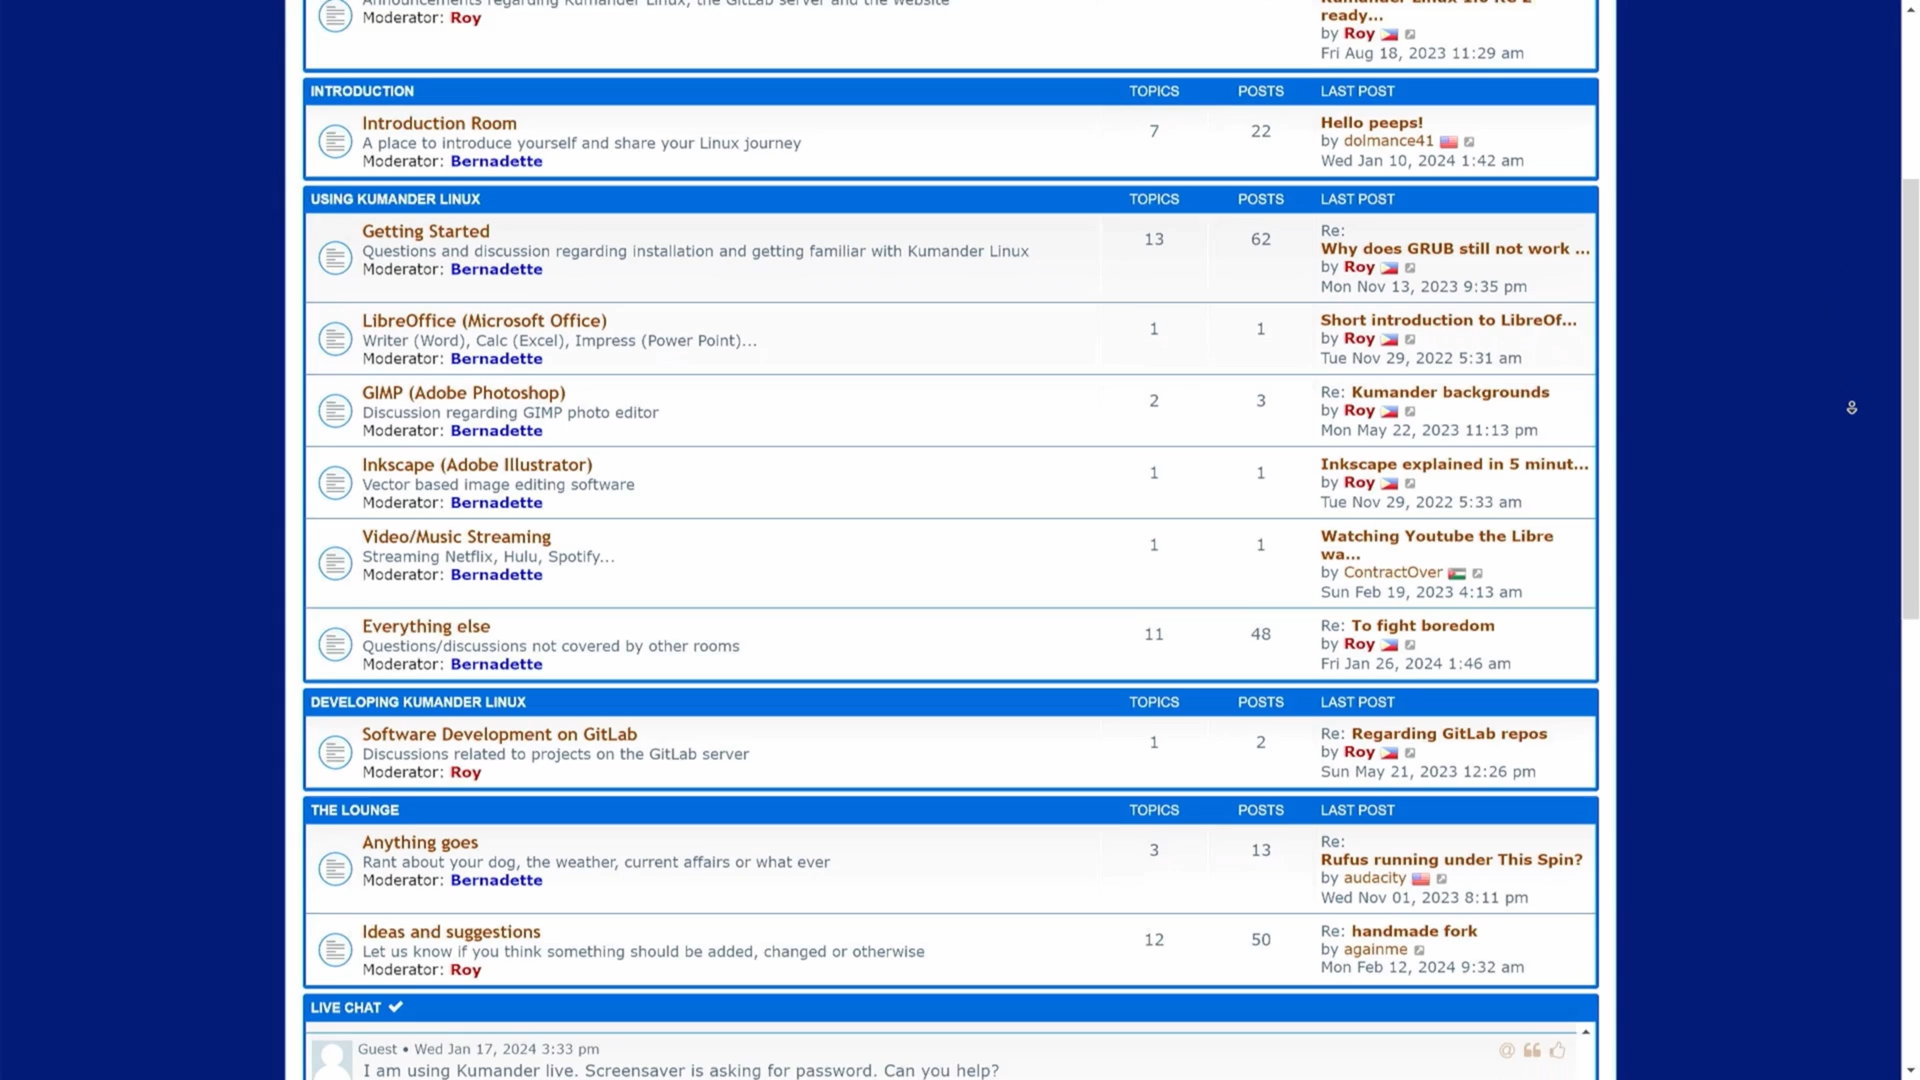 Announcements regarding Kumander Linux, the GitLab server and the website
Moderator: Roy
Kumander Linux 1.0 RC 2
ready...
by Roy
Fri Aug 18, 2023 11:29 am
INTRODUCTION TOPICS POSTS LAST POST
Introduction Room
A place to introduce yourself and share your Linux journey
Moderator: Bernadette
7 22
Hello peeps!
by dolmance41
Wed Jan 10, 2024 1:42 am
USING KUMANDER LINUX TOPICS POSTS LAST POST
Getting Started
Questions and discussion regarding installation and getting familiar with Kumander Linux
Moderator: Bernadette
13 62
Re:
Why does GRUB still not work ...
by Roy
Mon Nov 13, 2023 9:35 pm
LibreOffice (Microsoft Office)
Writer (Word), Calc (Excel), Impress (Power Point)...
Moderator: Bernadette
1 1
Short introduction to LibreOf...
by Roy
Tue Nov 29, 2022 5:31 am
GIMP (Adobe Photoshop)
Discussion regarding GIMP photo editor
Moderator: Bernadette
2 3
Re: Kumander backgrounds
by Roy
Mon May 22, 2023 11:13 pm
Inkscape (Adobe Illustrator)
Vector based image editing software
Moderator: Bernadette
1 1
Inkscape explained in 5 minut...
by Roy
Tue Nov 29, 2022 5:33 am
Video/Music Streaming
Streaming Netflix, Hulu, Spotify...
Moderator: Bernadette
1 1
Watching Youtube the Libre
wa...
by ContractOver
Sun Feb 19, 2023 4:13 am
Everything else
Questions/discussions not covered by other rooms
Moderator: Bernadette
11 48
Re: To fight boredom
by Roy
Fri Jan 26, 2024 1:46 am
DEVELOPING KUMANDER LINUX TOPICS POSTS LAST POST
Software Development on GitLab
Discussions related to projects on the GitLab server
Moderator: Roy
1 2
Re: Regarding GitLab repos
by Roy
Sun May 21, 2023 12:26 pm
THE LOUNGE TOPICS POSTS LAST POST
Anything goes
Rant about your dog, the weather, current affairs or what ever
Moderator: Bernadette
3 13
Re:
Rufus running under This Spin?
by audacity
Wed Nov 01, 2023 8:11 pm
Ideas and suggestions
Let us know if you think something should be added, changed or otherwise
Moderator: Roy
12 50
Re: handmade fork
by againme
Mon Feb 12, 2024 9:32 am
LIVE CHAT
Guest • Wed Jan 17, 2024 3:33 pm
I am using Kumander live. Screensaver is asking for password. Can you help?